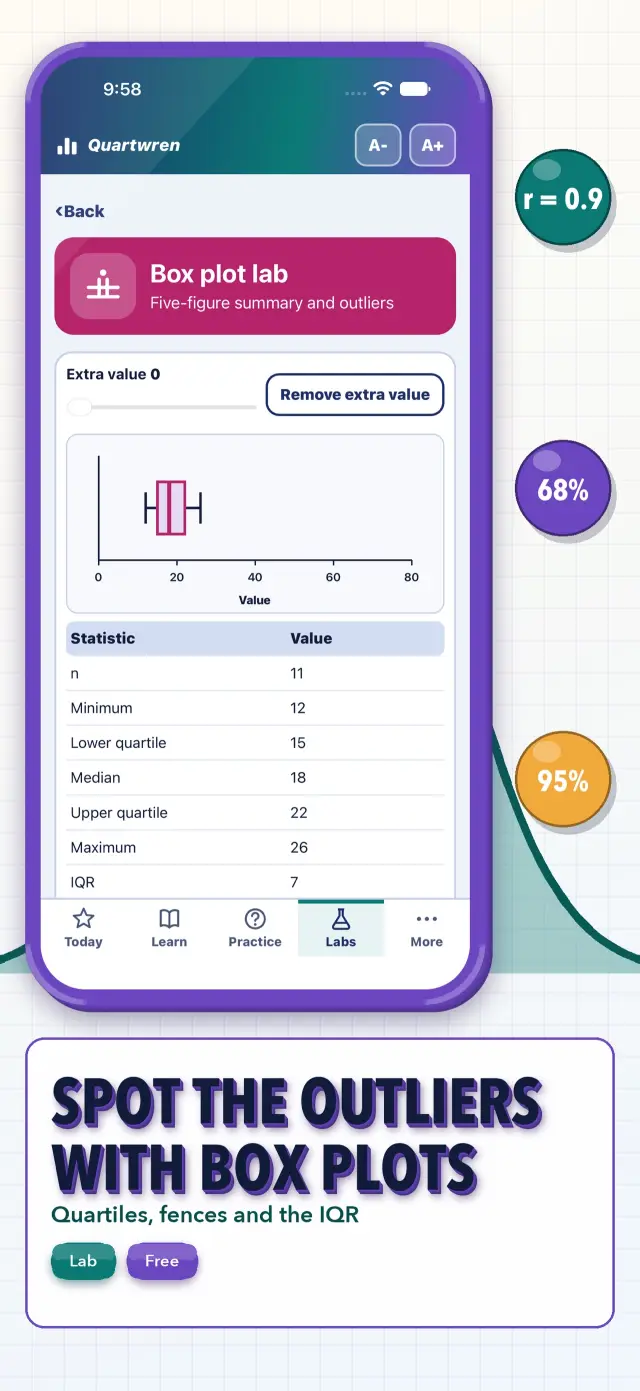 9:58
Quartwren
A-
A+
‹Back
Box plot lab
Five-figure summary and outliers
Extra value 0
Remove extra value
0 20 40 60 80
Value
Statistic Value
n 11
Minimum 12
Lower quartile 15
Median 18
Upper quartile 22
Maximum 26
IQR 7
Today Learn Practice Labs More
r = 0.9
68%
95%
SPOT THE OUTLIERS
WITH BOX PLOTS
Quartiles, fences and the IQR
Lab Free